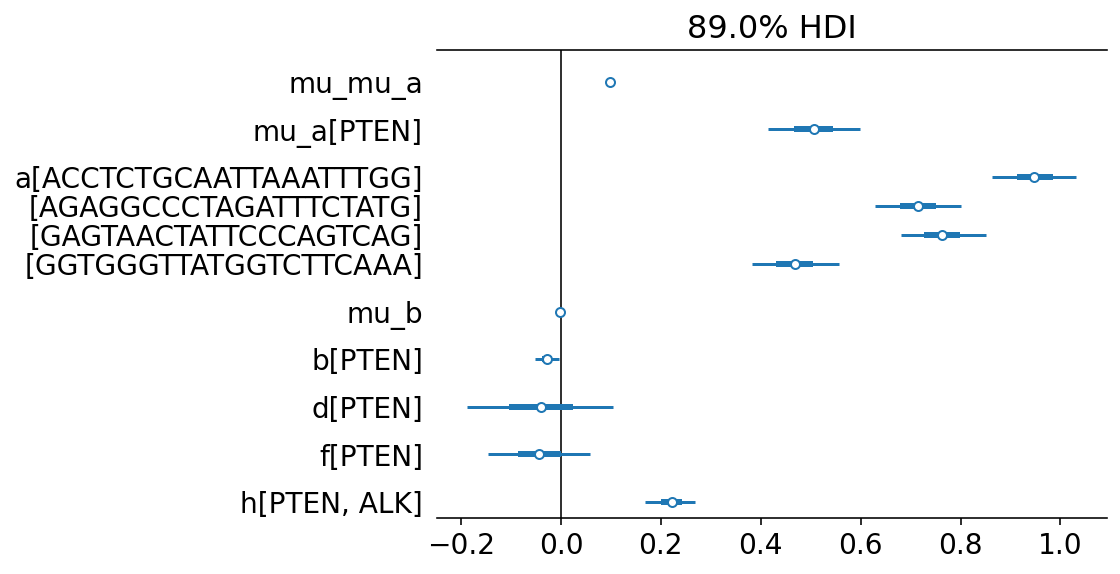 89.0% HDI
mu_mu_a
mu_a[PTEN]
a[ACCTCTGCAATTAAATTTGG]
[AGAGGCCCTAGATTTCTATG]
[GAGTAACTATTCCCAGTCAG]
[GGTGGGTTATGGTCTTCAAA]
mu_b
b[PTEN]
d[PTEN]
f[PTEN]
h[PTEN, ALK]
−0.2 0.0 0.2 0.4 0.6 0.8 1.0